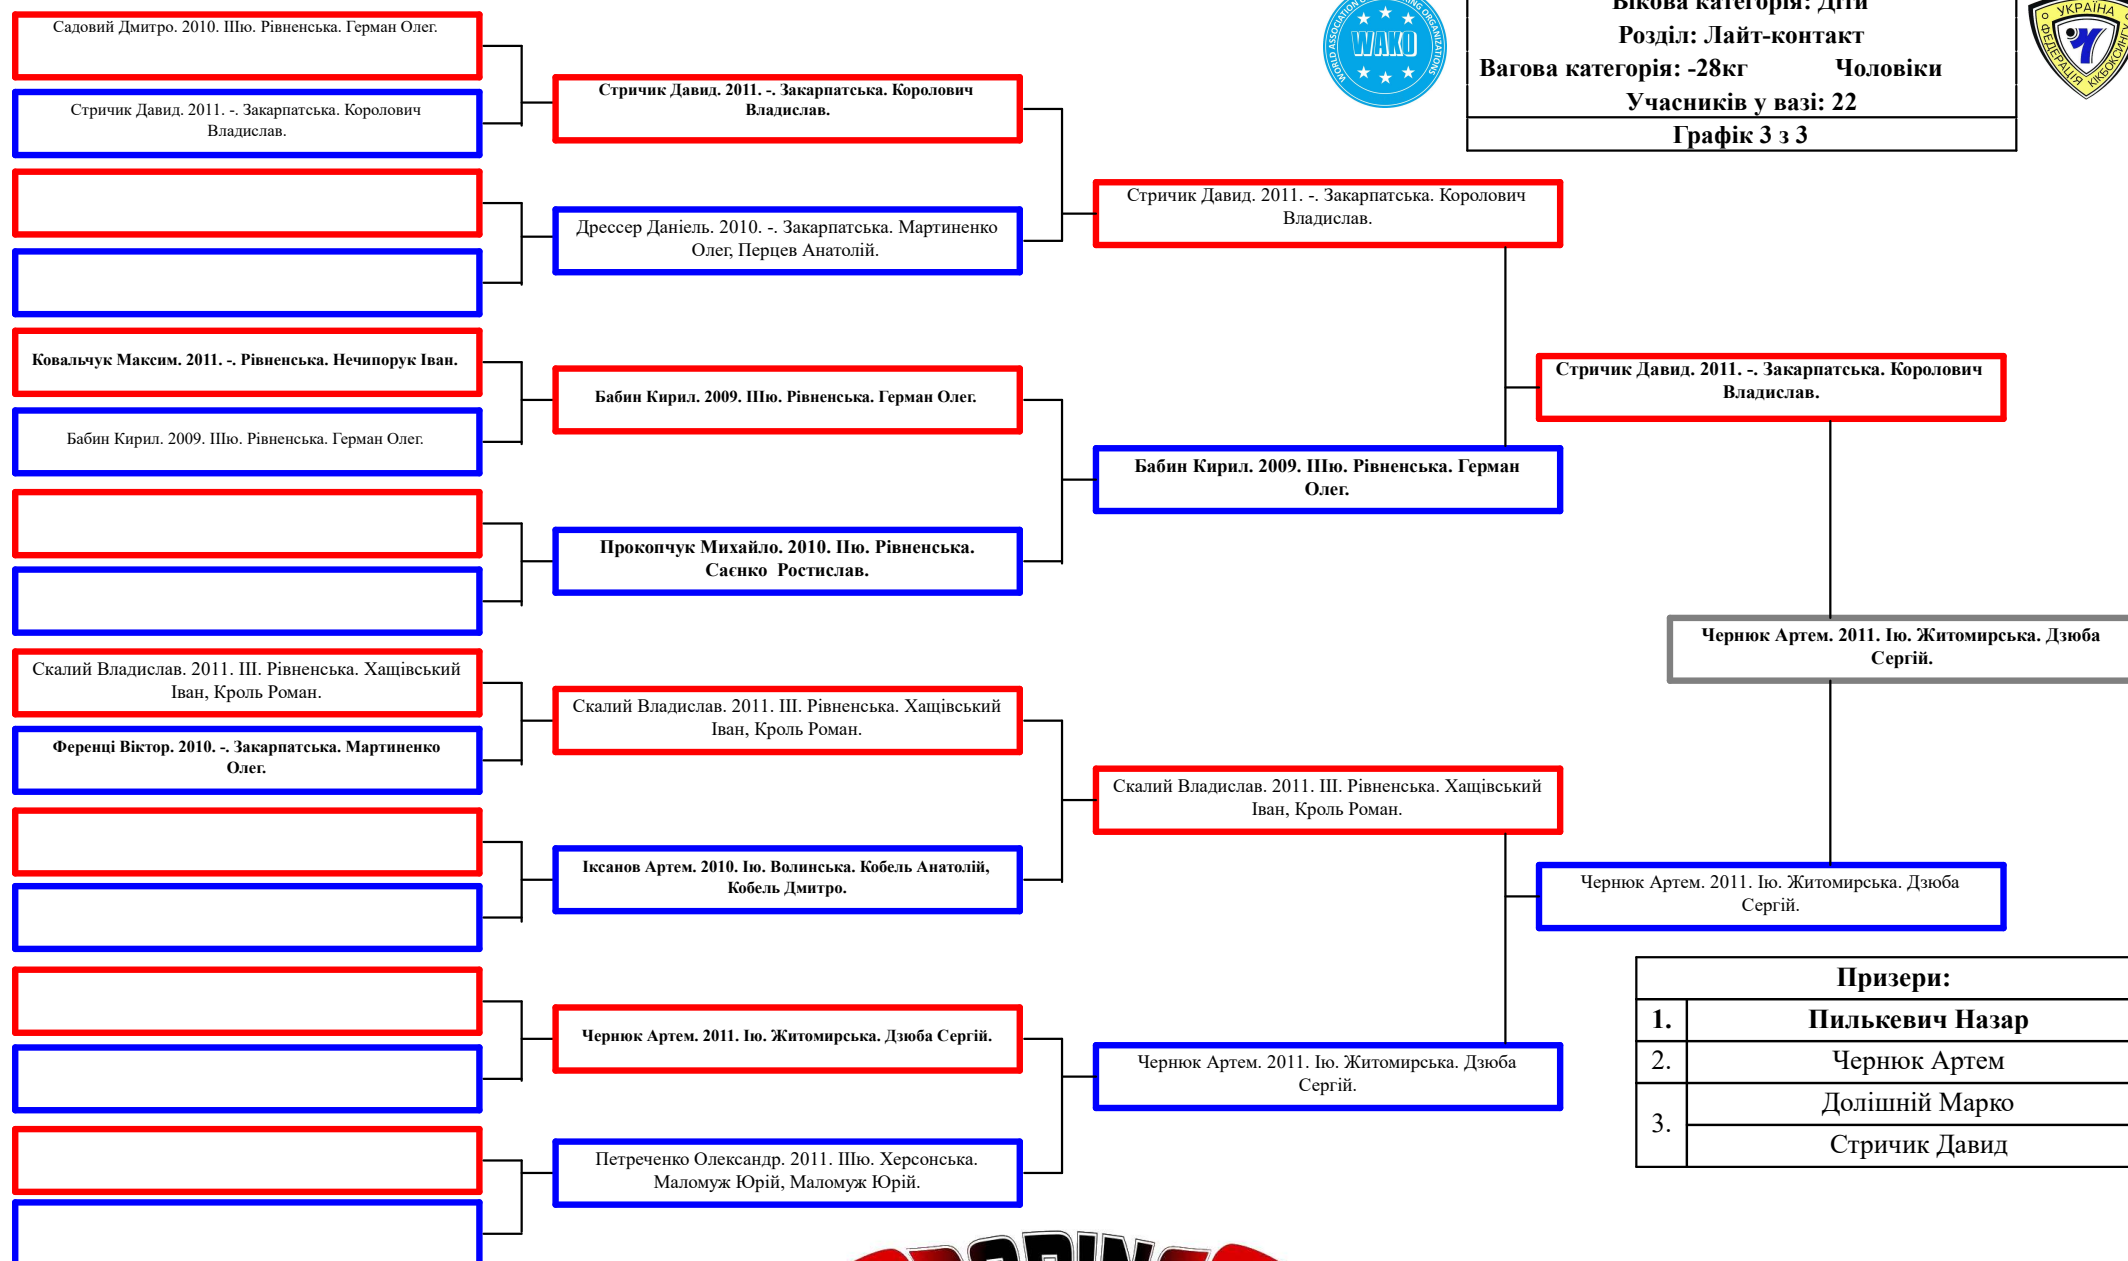 Вікова категорія: Діти
Розділ: Лайт-контакт
Вагова категорія: -28кг Чоловіки
Учасників у вазі: 22
Графік 3 з 3
WORLD ASSOCIATION OF KICKBOXING ORGANIZATIONS
WAKO
УКРАЇНА
ФЕДЕРАЦІЯ КІКБОКСИНГУ
Садовий Дмитро. 2010. IIIю. Рівненська. Герман Олег.
Стричик Давид. 2011. -. Закарпатська. Королович
Владислав.
Ковальчук Максим. 2011. -. Рівненська. Нечипорук Іван.
Бабин Кирил. 2009. IIIю. Рівненська. Герман Олег.
Скалий Владислав. 2011. III. Рівненська. Хащівський
Іван, Кроль Роман.
Ференці Віктор. 2010. -. Закарпатська. Мартиненко
Олег.
Стричик Давид. 2011. -. Закарпатська. Королович
Владислав.
Дрессер Даніель. 2010. -. Закарпатська. Мартиненко
Олег, Перцев Анатолій.
Бабин Кирил. 2009. IIIю. Рівненська. Герман Олег.
Прокопчук Михайло. 2010. IIю. Рівненська.
Саєнко Ростислав.
Скалий Владислав. 2011. III. Рівненська. Хащівський
Іван, Кроль Роман.
Іксанов Артем. 2010. Iю. Волинська. Кобель Анатолій,
Кобель Дмитро.
Чернюк Артем. 2011. Iю. Житомирська. Дзюба Сергій.
Петреченко Олександр. 2011. IIIю. Херсонська.
Маломуж Юрій, Маломуж Юрій.
Стричик Давид. 2011. -. Закарпатська. Королович
Владислав.
Бабин Кирил. 2009. IIIю. Рівненська. Герман
Олег.
Скалий Владислав. 2011. III. Рівненська. Хащівський
Іван, Кроль Роман.
Чернюк Артем. 2011. Iю. Житомирська. Дзюба
Сергій.
Стричик Давид. 2011. -. Закарпатська. Королович
Владислав.
Чернюк Артем. 2011. Iю. Житомирська. Дзюба
Сергій.
Чернюк Артем. 2011. Iю. Житомирська. Дзюба
Сергій.
Призери:
1. Пилькевич Назар
2. Чернюк Артем
3. Долішній Марко
Стричик Давид